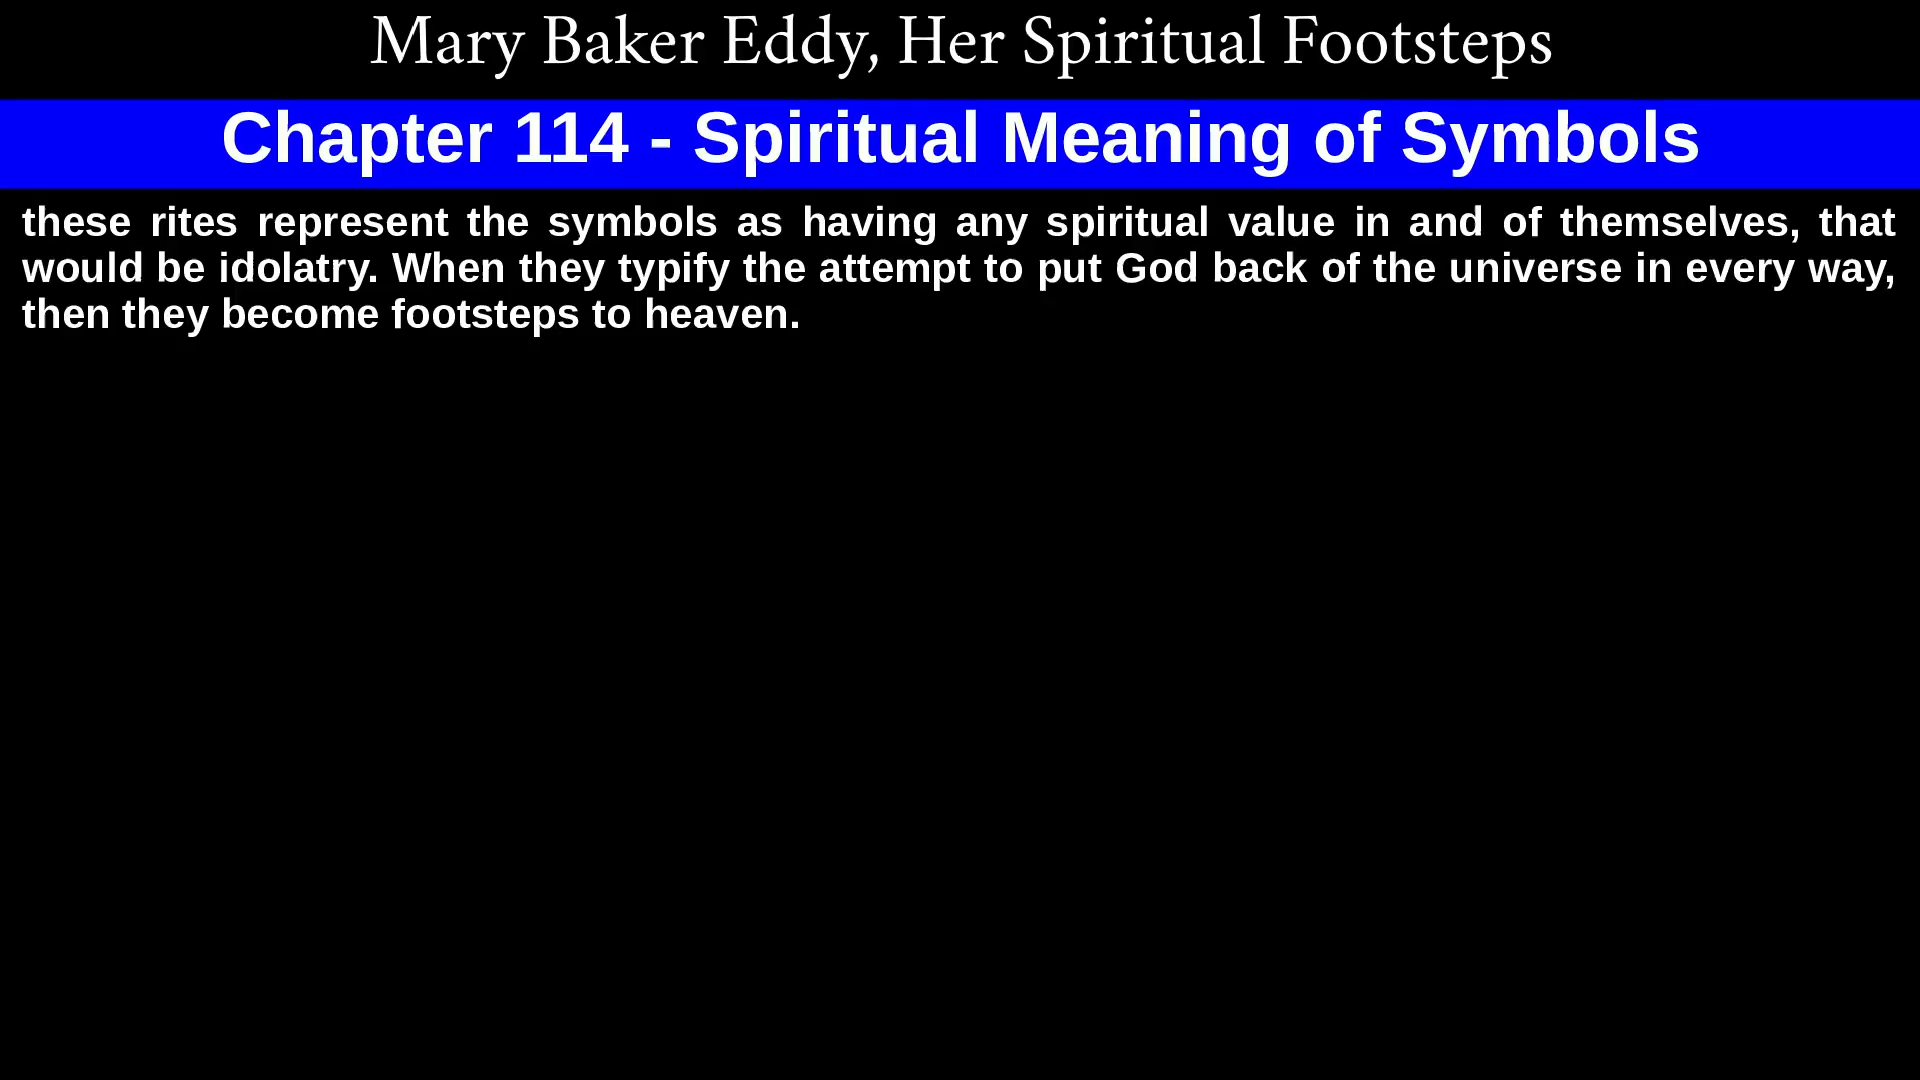 Mary Baker Eddy, Her Spiritual Footsteps
Chapter 114 - Spiritual Meaning of Symbols
these rites represent the symbols as having any spiritual value in and of themselves, that
would be idolatry. When they typify the attempt to put God back of the universe in every way,
then they become footsteps to heaven.